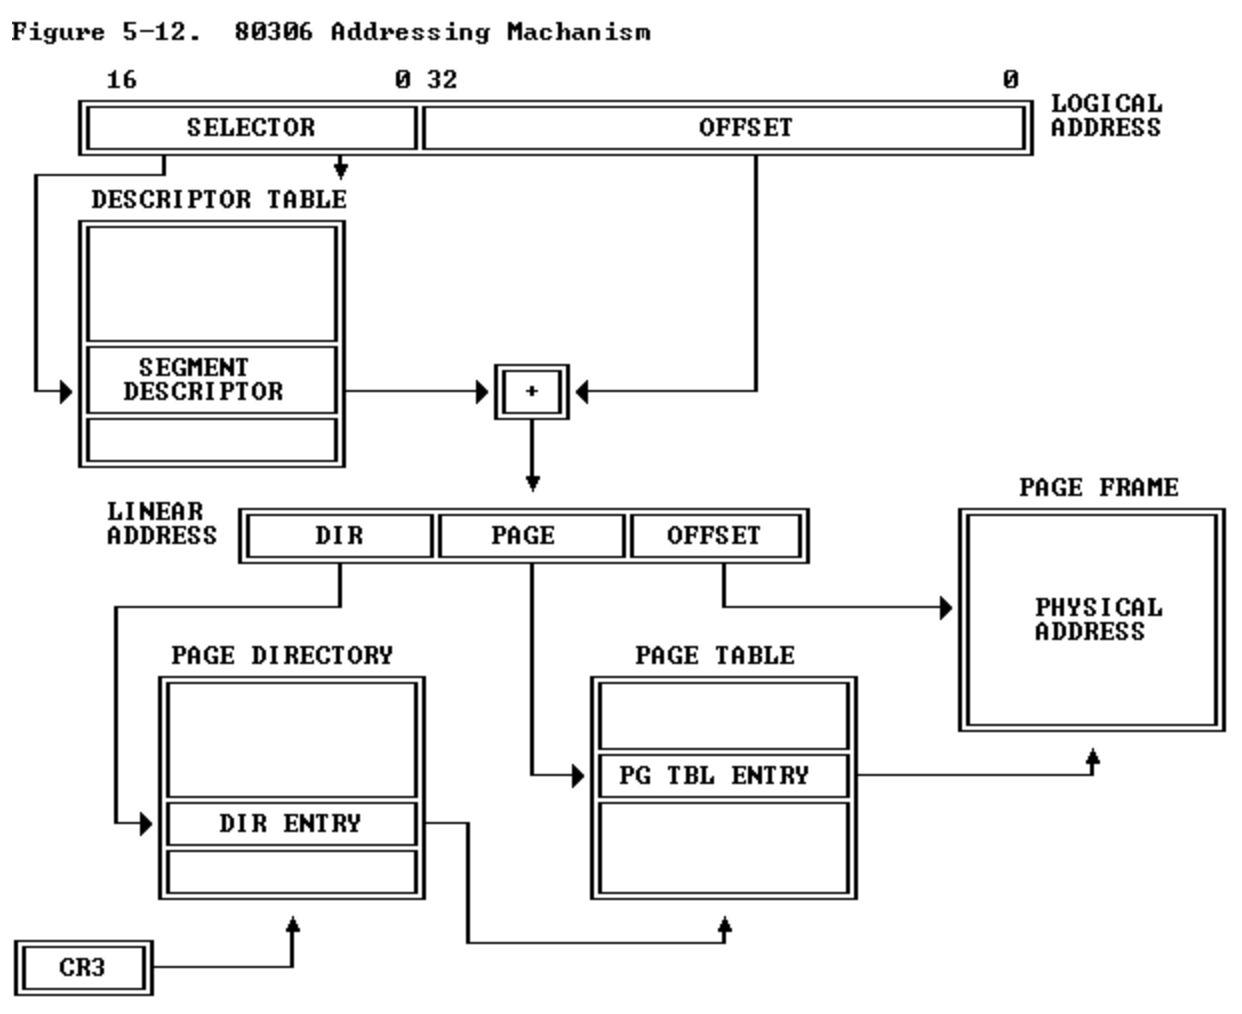 Figure 5-12. 80306 Addressing Machanism
16 0 32 0
SELECTOR OFFSET
LOGICAL
ADDRESS
DESCRIPTOR TABLE
SEGMENT
DESCRIPTOR
+
LINEAR
ADDRESS
DIR PAGE OFFSET
PAGE FRAME
PHYSICAL
ADDRESS
PAGE DIRECTORY
PAGE TABLE
PG TBL ENTRY
DIR ENTRY
CR3